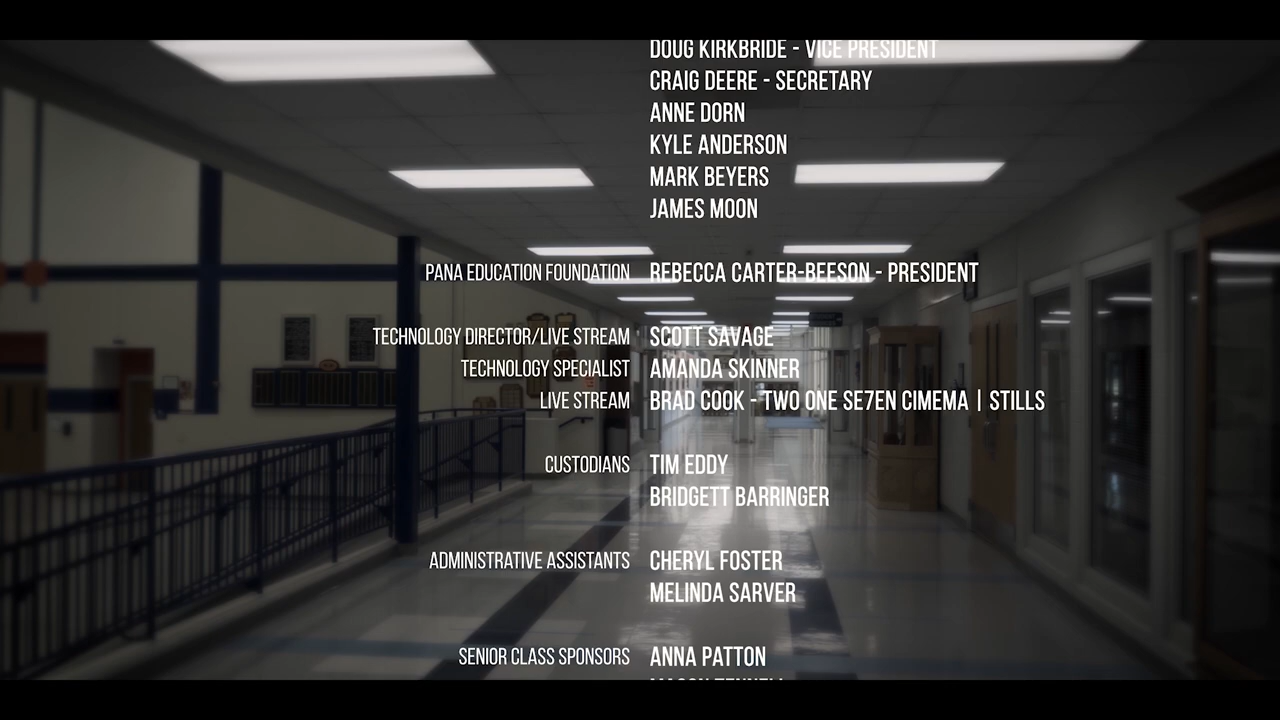 DOUG KIRKBRIDE - VICE PRESIDENT
CRAIG DEERE - SECRETARY
ANNE DORN
KYLE ANDERSON
MARK BEYERS
JAMES MOON
PANA EDUCATION FOUNDATION REBECCA CARTER-BEESON - PRESIDENT
TECHNOLOGY DIRECTOR/LIVE STREAM SCOTT SAVAGE
TECHNOLOGY SPECIALIST AMANDA SKINNER
LIVE STREAM BRAD COOK - TWO ONE SE7EN CIMEMA | STILLS
CUSTODIANS TIM EDDY
BRIDGETT BARRINGER
ADMINISTRATIVE ASSISTANTS CHERYL FOSTER
MELINDA SARVER
SENIOR CLASS SPONSORS ANNA PATTON